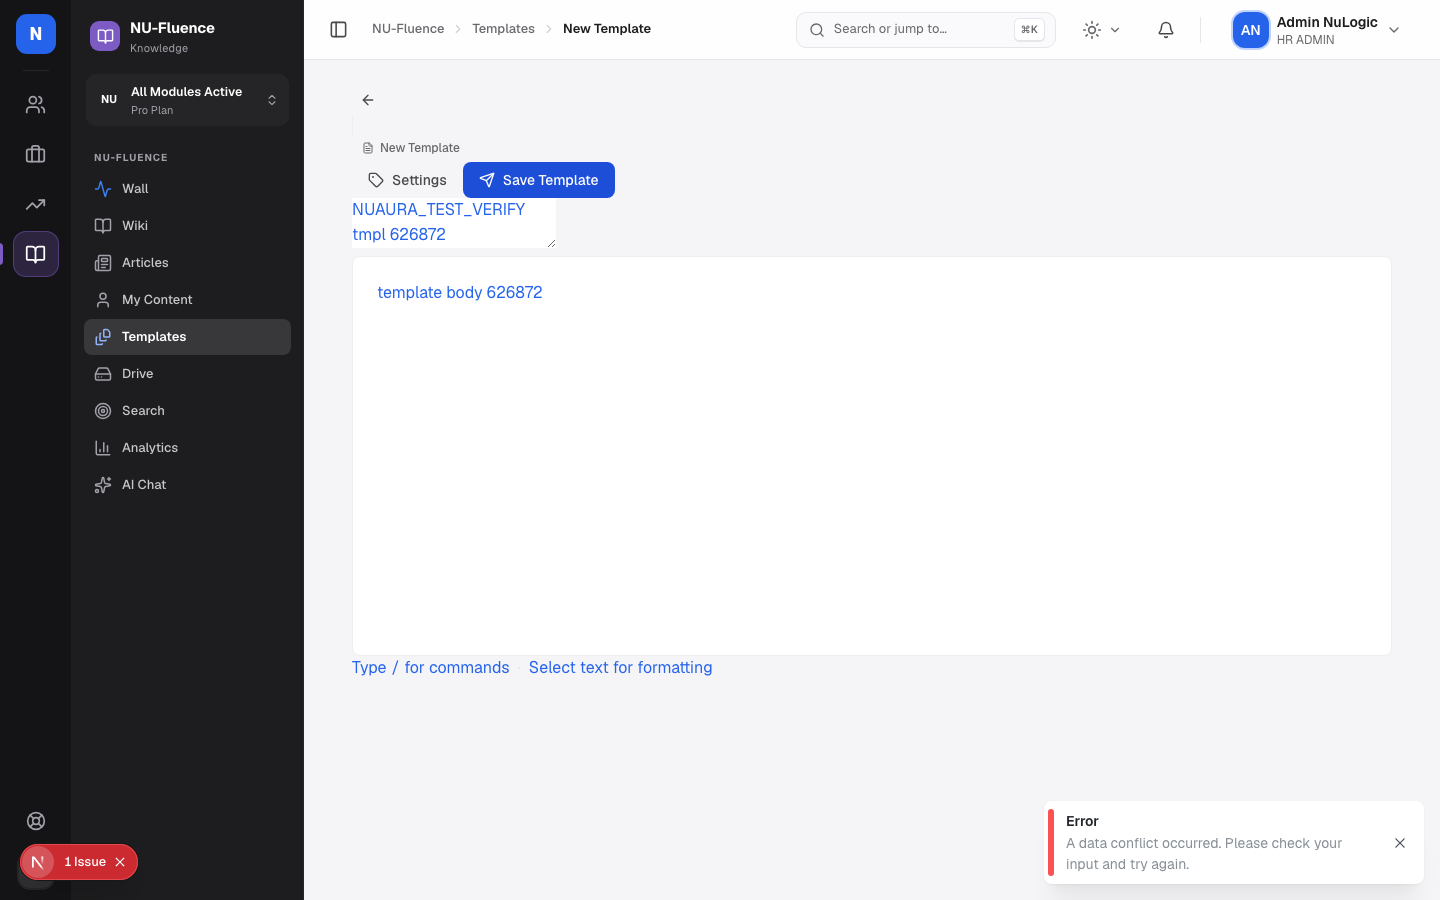 N
NU-Fluence
Knowledge
NU
All Modules Active
Pro Plan
NU-FLUENCE
Wall
Wiki
Articles
My Content
Templates
Drive
Search
Analytics
AI Chat
N
1 Issue
NU-Fluence
Templates
New Template
Search or jump to...
⌘K
AN
Admin NuLogic
HR ADMIN
New Template
Settings
Save Template
NUAURA_TEST_VERIFY
tmpl 626872
template body 626872
Type / for commands · Select text for formatting
Error
A data conflict occurred. Please check your
input and try again.